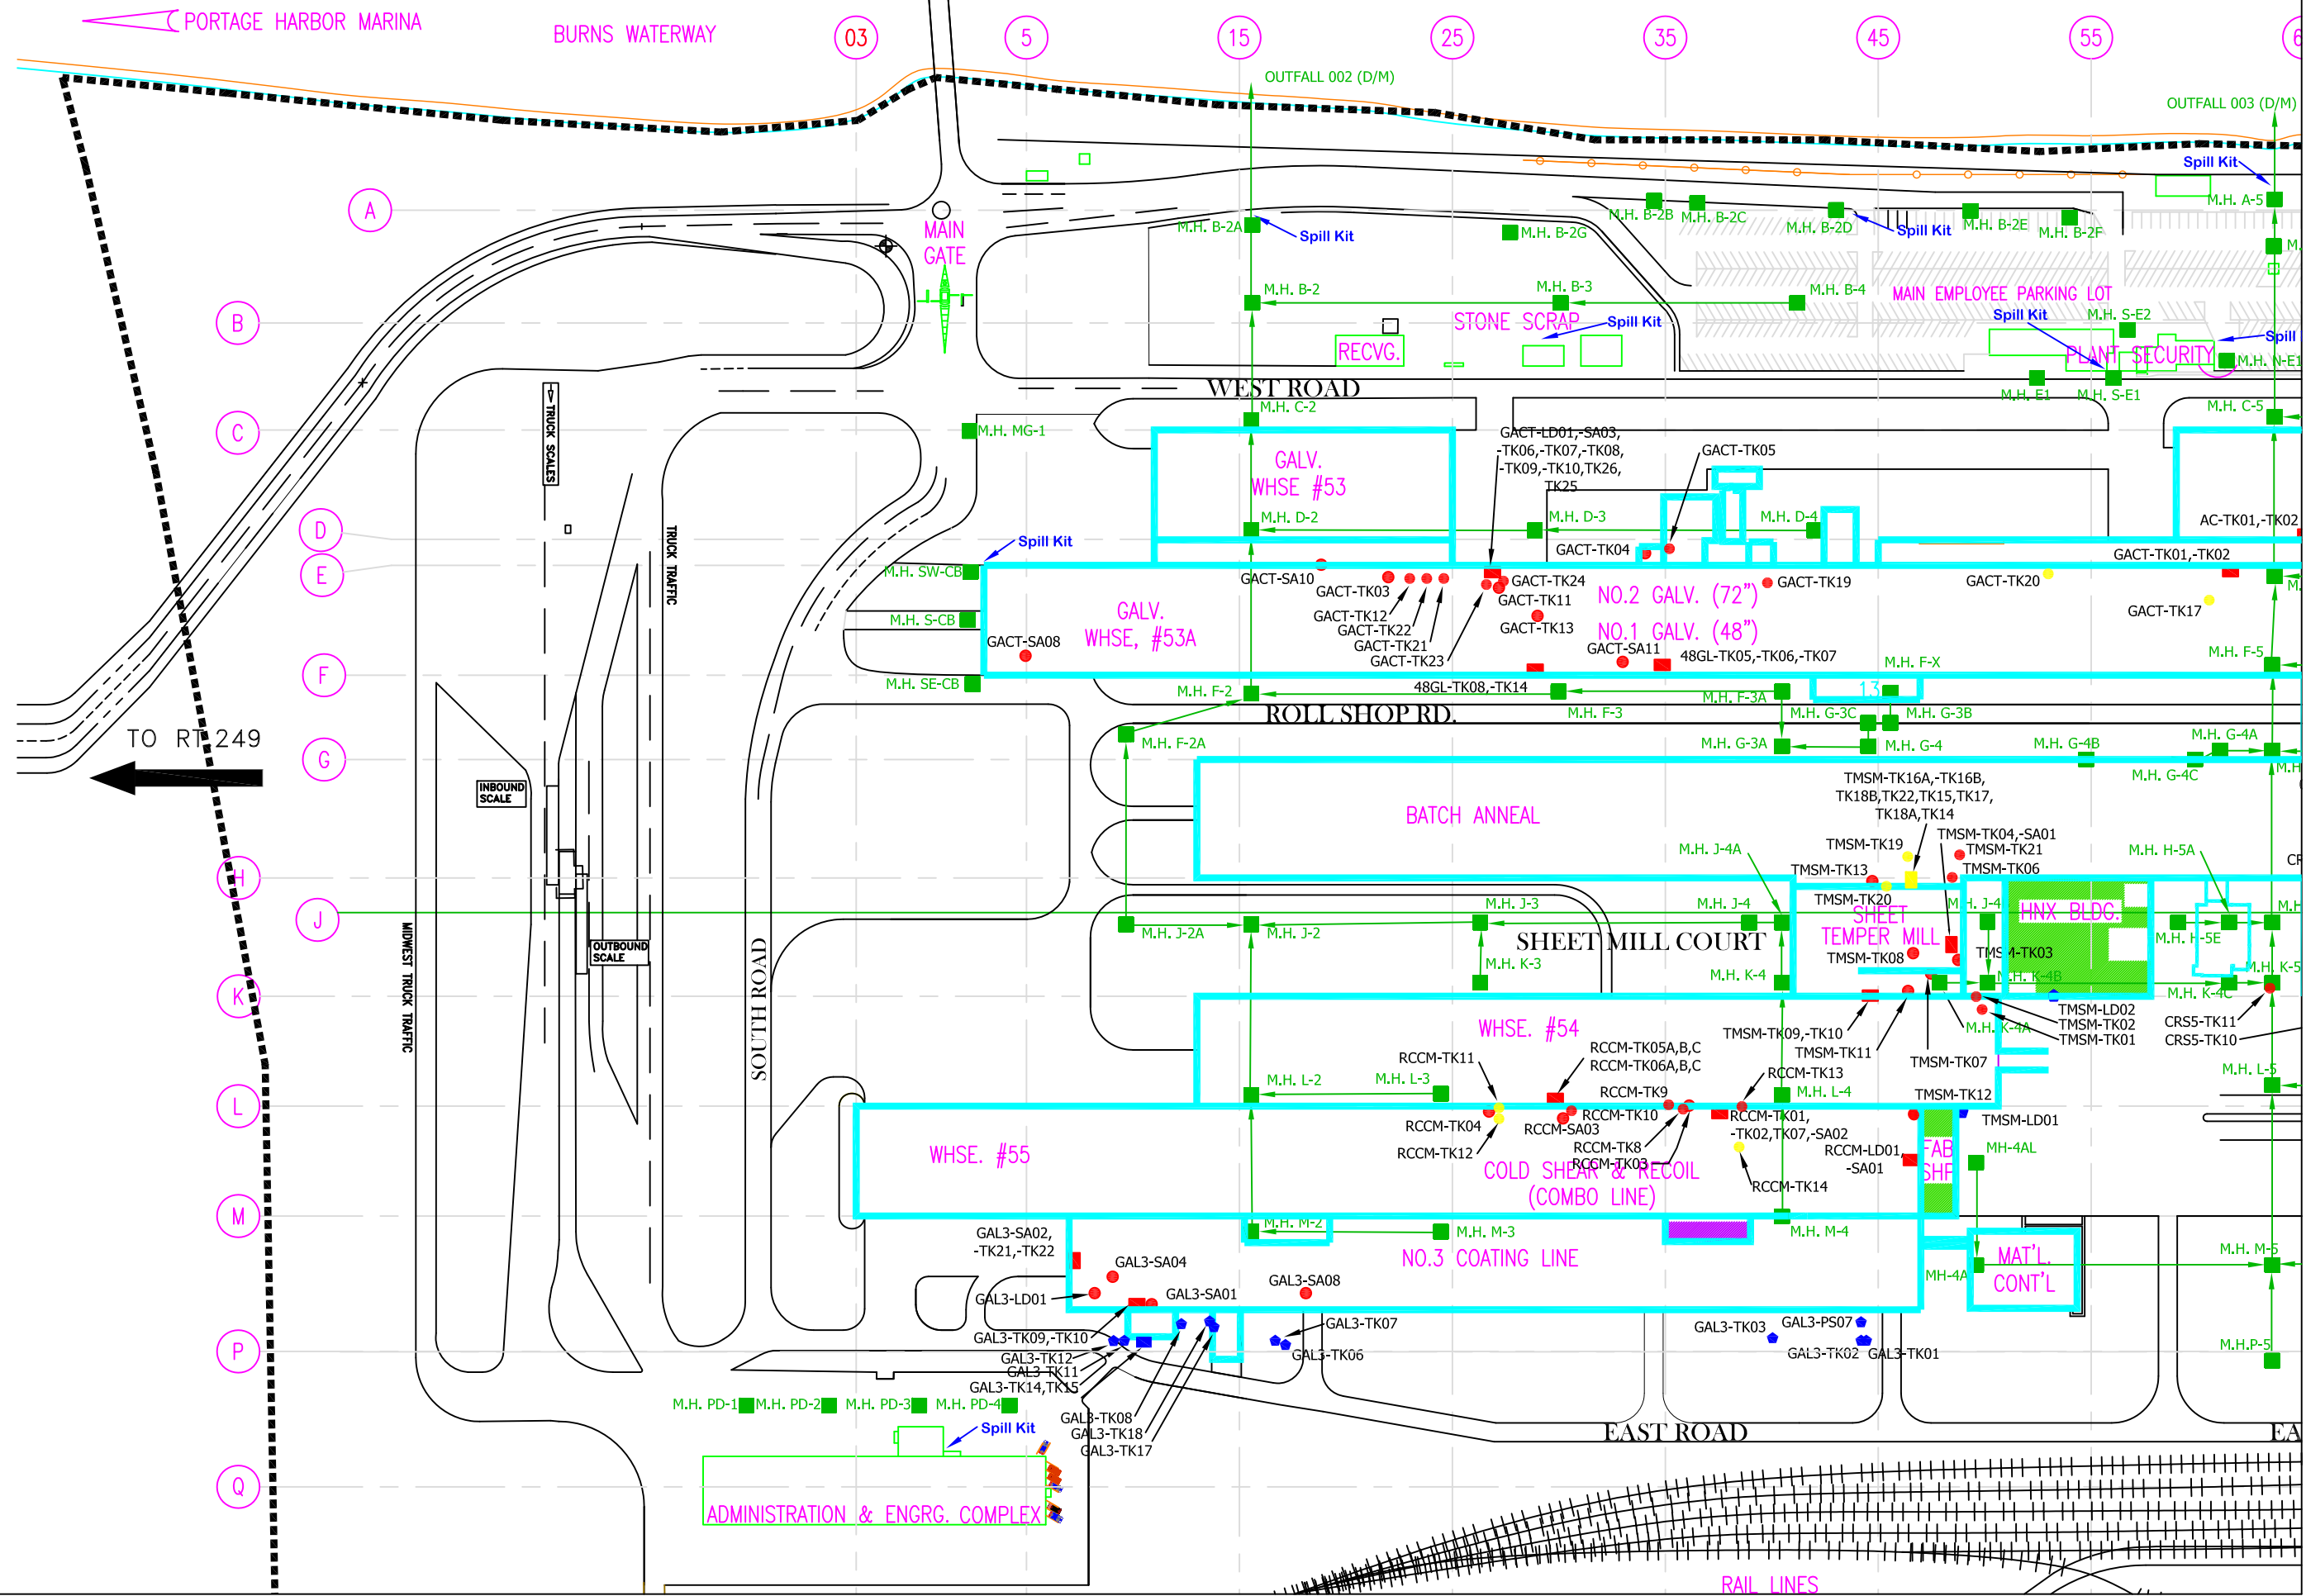 PORTAGE HARBOR MARINA
BURNS WATERWAY
03
5
15
25
35
45
55
OUTFALL 002 (D/M)
OUTFALL 003 (D/M)
Spill Kit
A
MAIN
GATE
M.H. B-2A
Spill Kit
M.H. B-2G
M.H. B-2B
M.H. B-2C
M.H. B-2D
Spill Kit
M.H. B-2E
M.H. B-2F
M.H. A-5
M.H. B-2
M.H. B-3
M.H. B-4
MAIN EMPLOYEE PARKING LOT
B
STONE SCRAP
Spill Kit
Spill Kit
M.H. S-E2
Spill
RECVG.
PLANT SECURITY
M.H. N-E1
WEST ROAD
M.H. E1
M.H. S-E1
TRUCK SCALES
C
M.H. MG-1
M.H. C-2
M.H. C-5
GACT-LD01,-SA03,
-TK06,-TK07,-TK08,
-TK09,-TK10,TK26,
TK25
GACT-TK05
GALV.
WHSE #53
D
M.H. D-2
M.H. D-3
M.H. D-4
AC-TK01,-TK02
Spill Kit
TRUCK TRAFFIC
GACT-TK04
GACT-TK01,-TK02
E
M.H. SW-CB
GACT-SA10
GACT-TK03
GACT-TK24
GACT-TK11
GACT-TK19
GACT-TK20
GACT-TK17
NO.2 GALV. (72")
NO.1 GALV. (48")
GALV.
WHSE, #53A
M.H. S-CB
GACT-TK12
GACT-TK22
GACT-TK21
GACT-TK23
GACT-TK13
GACT-SA08
GACT-SA11
48GL-TK05,-TK06,-TK07
F
M.H. SE-CB
M.H. F-2
48GL-TK08,-TK14
M.H. F-3
M.H. F-3A
M.H. F-X
13
M.H. F-5
ROLL SHOP RD.
M.H. G-3C
M.H. G-3B
TO RT 249
G
M.H. F-2A
M.H. G-3A
M.H. G-4
M.H. G-4B
M.H. G-4A
M.H. G-4C
INBOUND
SCALE
TMSM-TK16A,-TK16B,
TK18B,TK22,TK15,TK17,
TK18A,TK14
BATCH ANNEAL
M.H. J-4A
TMSM-TK19
TMSM-TK04,-SA01
TMSM-TK21
M.H. H-5A
H
TMSM-TK13
TMSM-TK06
TMSM-TK20
J
M.H. J-2A
M.H. J-2
M.H. J-3
M.H. J-4
SHEET
TEMPER MILL
HNX BLDG.
M.H. H-5E
OUTBOUND
SCALE
MIDWEST TRUCK TRAFFIC
SOUTH ROAD
SHEET MILL COURT
TMSM-TK08
TMSM-TK03
K
M.H. K-3
M.H. K-4
M.H. K-4B
M.H. K-4C
M.H. K-5
WHSE. #54
TMSM-TK09,-TK10
TMSM-TK11
TMSM-TK07
M.H. K-4A
TMSM-LD02
TMSM-TK02
TMSM-TK01
CRS5-TK11
CRS5-TK10
RCCM-TK11
RCCM-TK05A,B,C
RCCM-TK06A,B,C
RCCM-TK13
M.H. L-2
M.H. L-3
RCCM-TK9
M.H. L-4
TMSM-TK12
M.H. L-5
L
RCCM-TK04
RCCM-SA03
RCCM-TK10
RCCM-TK01,
-TK02,TK07,-SA02
TMSM-LD01
WHSE. #55
RCCM-TK12
RCCM-TK8
RCCM-TK03
RCCM-LD01,
-SA01
FAB
SHP
MH-4AL
COLD SHEAR & RECOIL
(COMBO LINE)
RCCM-TK14
M
M.H. M-2
M.H. M-3
M.H. M-4
GAL3-SA02,
-TK21,-TK22
NO.3 COATING LINE
MAT'L.
CONT'L
M.H. M-5
MH-4A
GAL3-SA04
GAL3-LD01
GAL3-SA01
GAL3-SA08
P
GAL3-TK09,-TK10
GAL3-TK12
GAL3-TK11
GAL3-TK14,TK15
GAL3-TK07
GAL3-TK06
GAL3-TK03
GAL3-PS07
GAL3-TK02
GAL3-TK01
M.H.P-5
M.H. PD-1
M.H. PD-2
M.H. PD-3
M.H. PD-4
GAL3-TK08
GAL3-TK18
GAL3-TK17
Spill Kit
EAST ROAD
EA
Q
ADMINISTRATION & ENGRG. COMPLEX
RAIL LINES